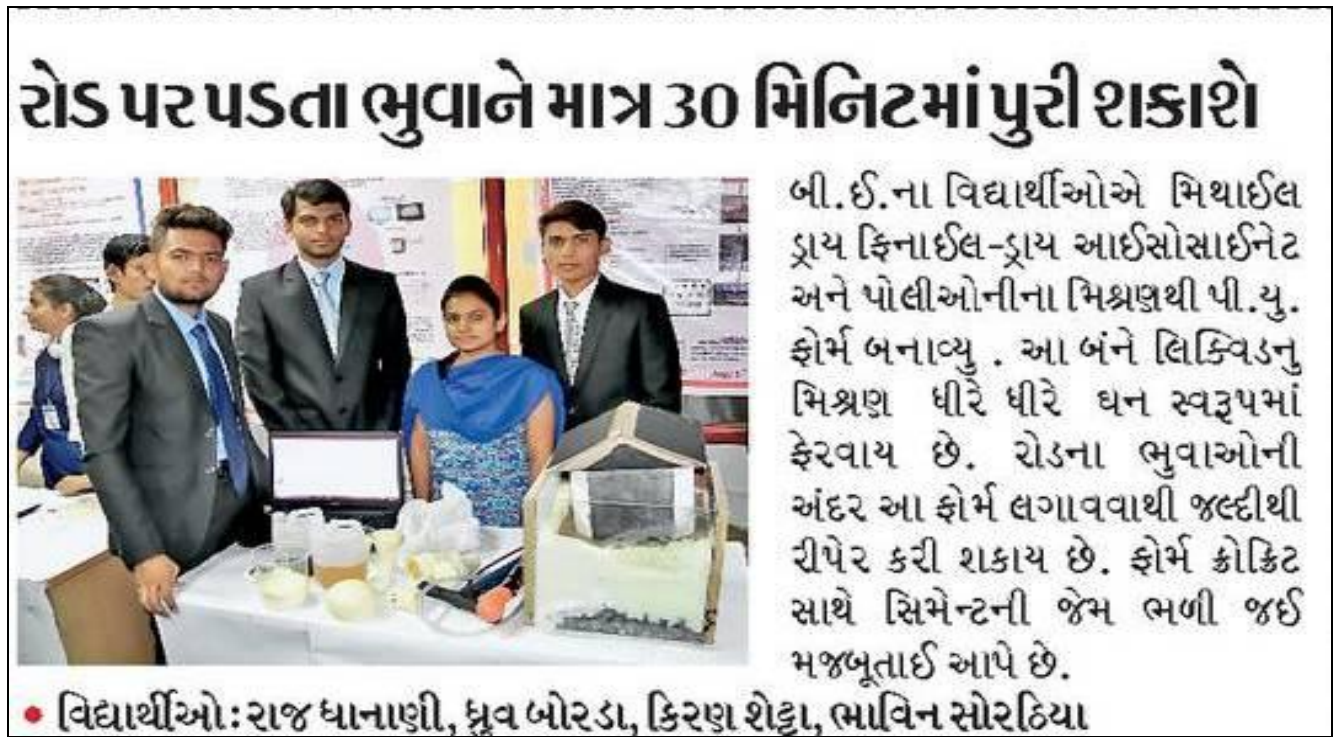 રોડ પર પડતા ભુવાને માત્ર 30 મિનિટમાં પુરી શકાશે
બી.ઈ.ના વિદ્યાર્થીઓએ મિથાઈલ
ડ્રાય ફિનાઈલ-ડ્રાય આઈસોસાઈનેટ
અને પોલીઓનીના મિશ્રણથી પી.યુ.
ફોર્મ બનાવ્યુ . આ બંને લિક્વિડનુ
મિશ્રણ ધીરે ધીરે ઘન સ્વરૂપમાં
ફેરવાય છે. રોડના ભુવાઓની
અંદર આ ફોર્મ લગાવવાથી જલ્દીથી
રીપેર કરી શકાય છે. ફોર્મ ક્રોક્રિટ
સાથે સિમેન્ટની જેમ ભળી જઈ
મજબૂતાઈ આપે છે.
• વિદ્યાર્થીઓ:રાજ ધાનાણી, ધ્રુવ બોરડા, કિરણ શેટ્ટા, ભાવિન સોરઠિયા